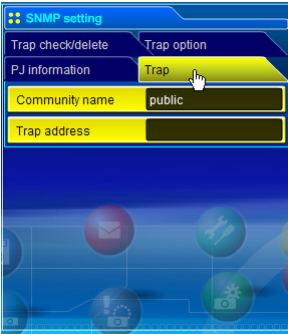 SNMP setting
Trap check/delete Trap option
PJ information Trap
Community name public
Trap address